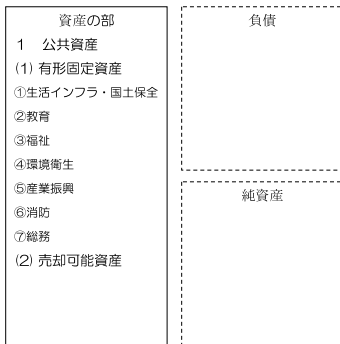 資産の部
1 公共資産
(1) 有形固定資産
①生活インフラ・国土保全
②教育
③福祉
④環境衛生
⑤産業振興
⑥消防
⑦総務
(2) 売却可能資産
負債
純資産